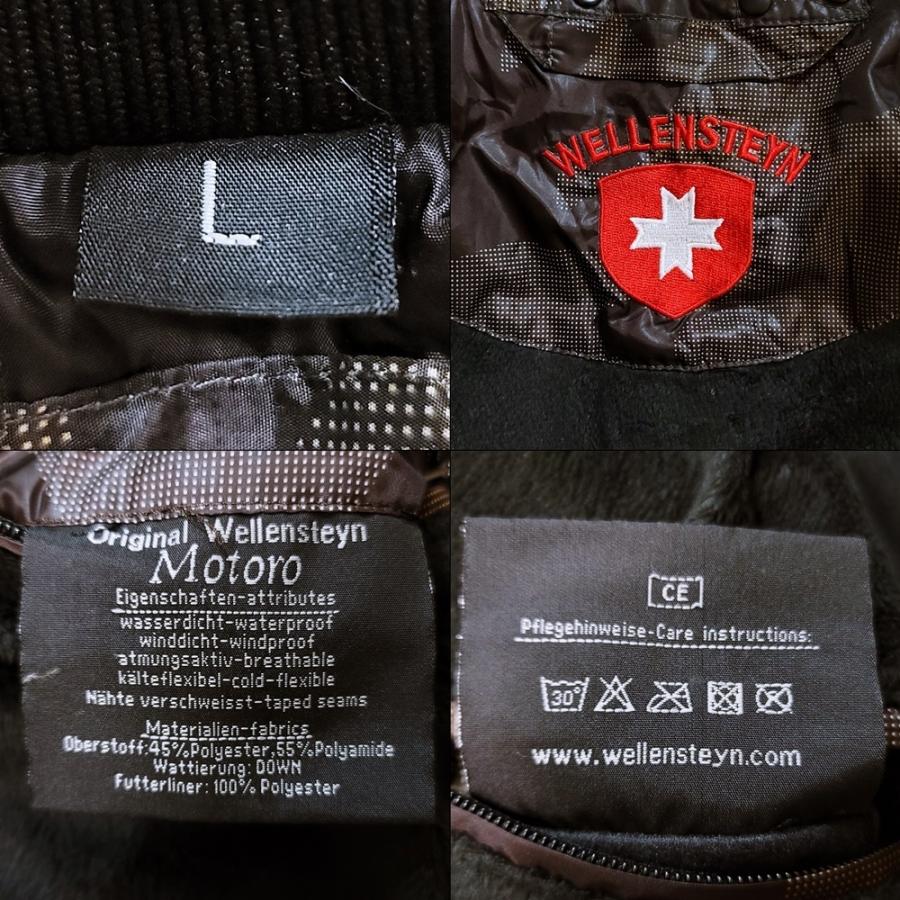 L
WELLENSTEYN
Original Wellensteyn
Motoro
Eigenschaften-attributes
wasserdicht-waterproof
winddicht-windproof
atmungsaktiv-breathable
kälteflexibel-cold-flexible
Nähte verschweisst-taped seams
Materialien-fabrics
Oberstoff:45%Polyester,55%Polyamide
Wattierung: DOWN
Futterliner: 100% Polyester
CE
Pflegehinweise-Care instructions:
30°
www.wellensteyn.com